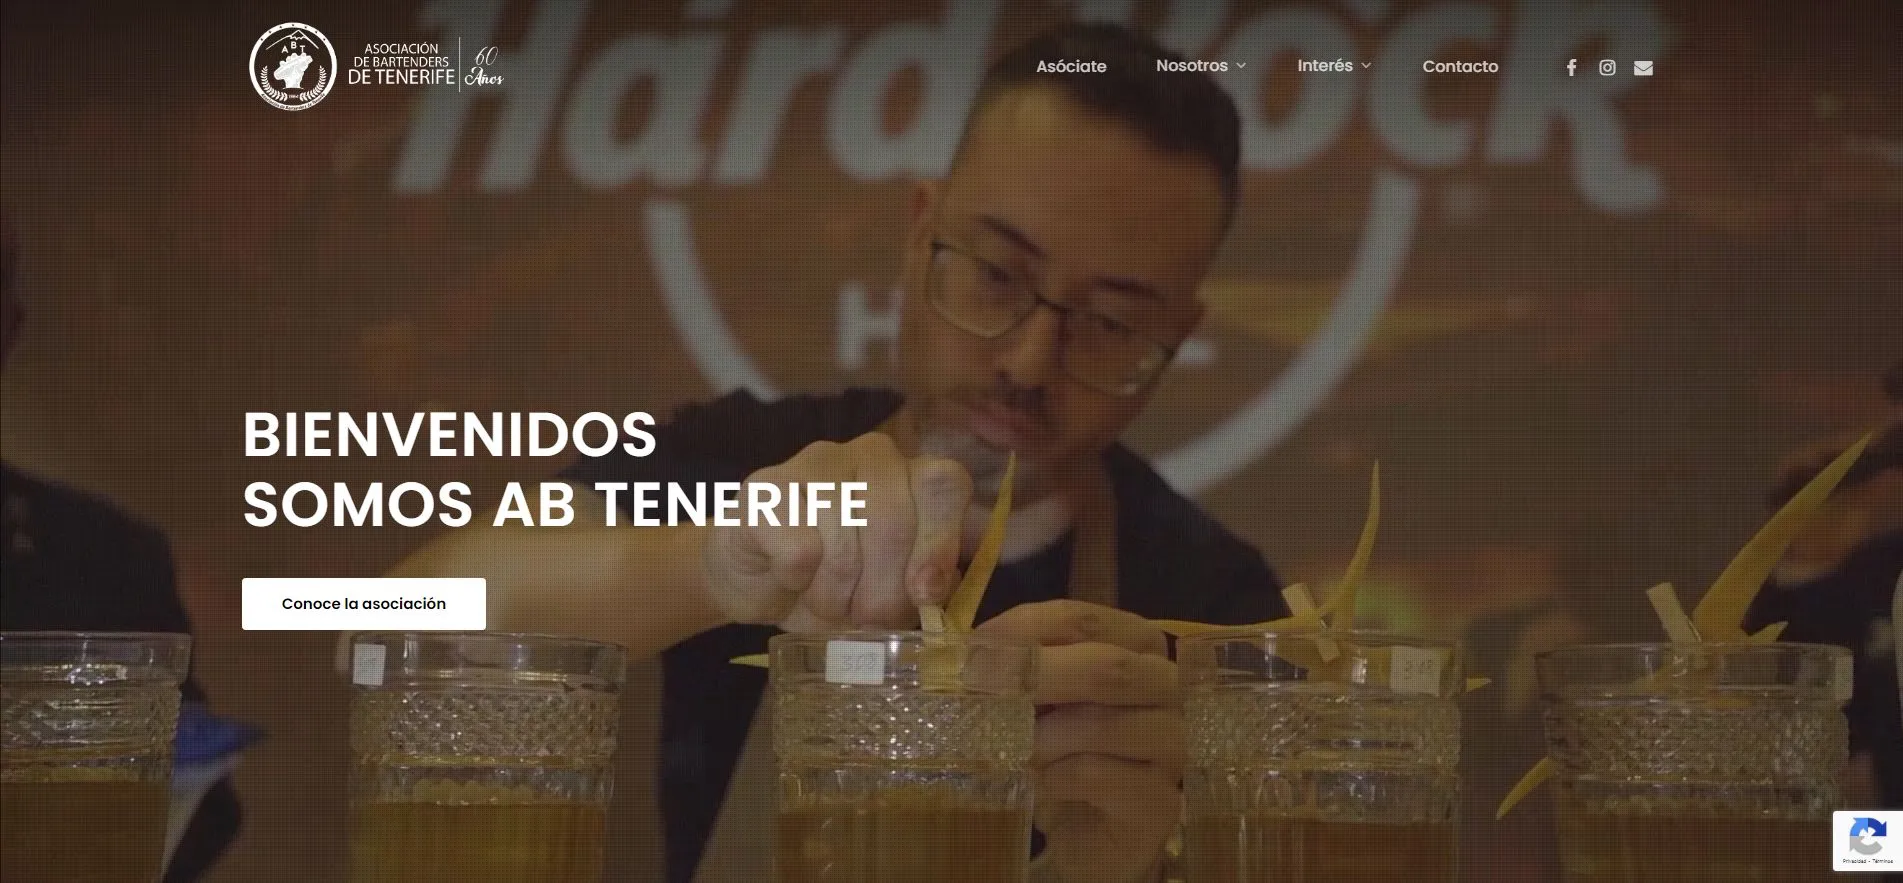 ABT
ASOCIACIÓN
DE BARTENDERS
DE TENERIFE
60
Años
Asóciate
Nosotros
Interés
Contacto
Hard Rock
BIENVENIDOS
SOMOS AB TENERIFE
Conoce la asociación
Privacidad - Términos